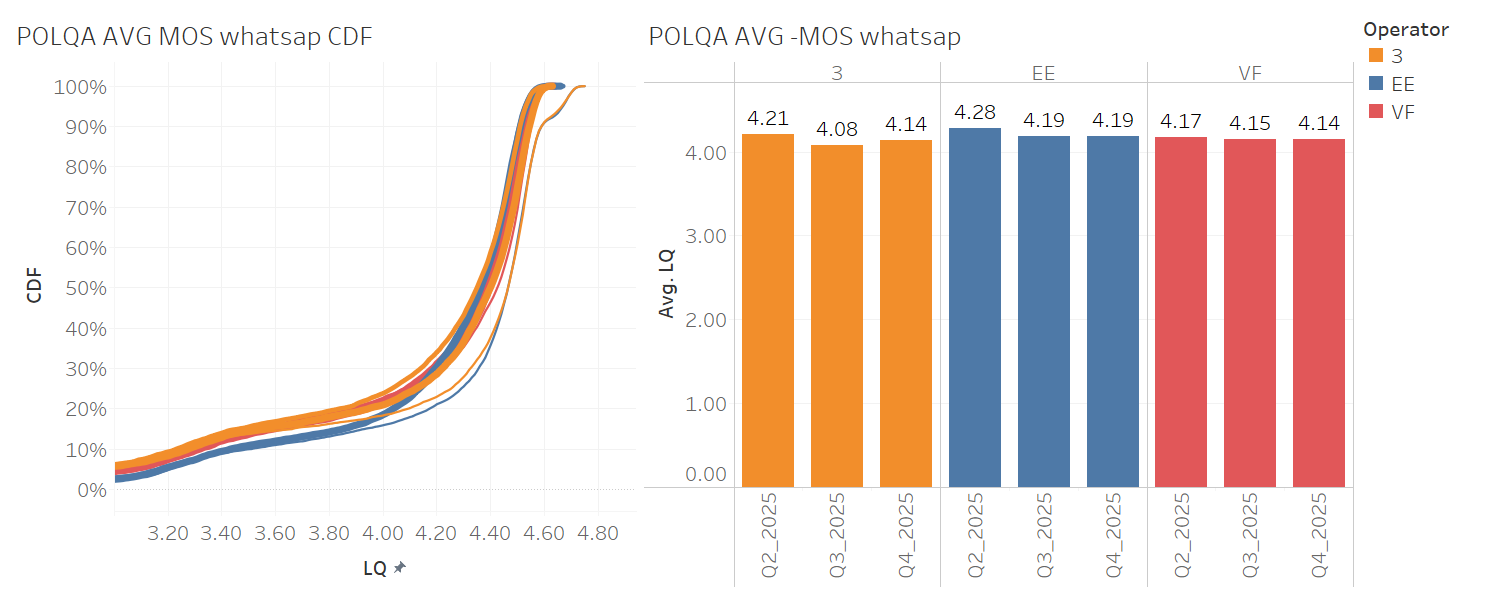 POLQA AVG MOS whatsap CDF
100%
90%
80%
70%
60%
50%
40%
30%
20%
10%
0%
CDF
3.20 3.40 3.60 3.80 4.00 4.20 4.40 4.60 4.80
LQ
POLQA AVG -MOS whatsap
3 EE VF
4.21 4.08 4.14 4.28 4.19 4.19 4.17 4.15 4.14
4.00
3.00
2.00
1.00
0.00
Avg. LQ
Q2_2025 Q3_2025 Q4_2025 Q2_2025 Q3_2025 Q4_2025 Q2_2025 Q3_2025 Q4_2025
Operator
3
EE
VF